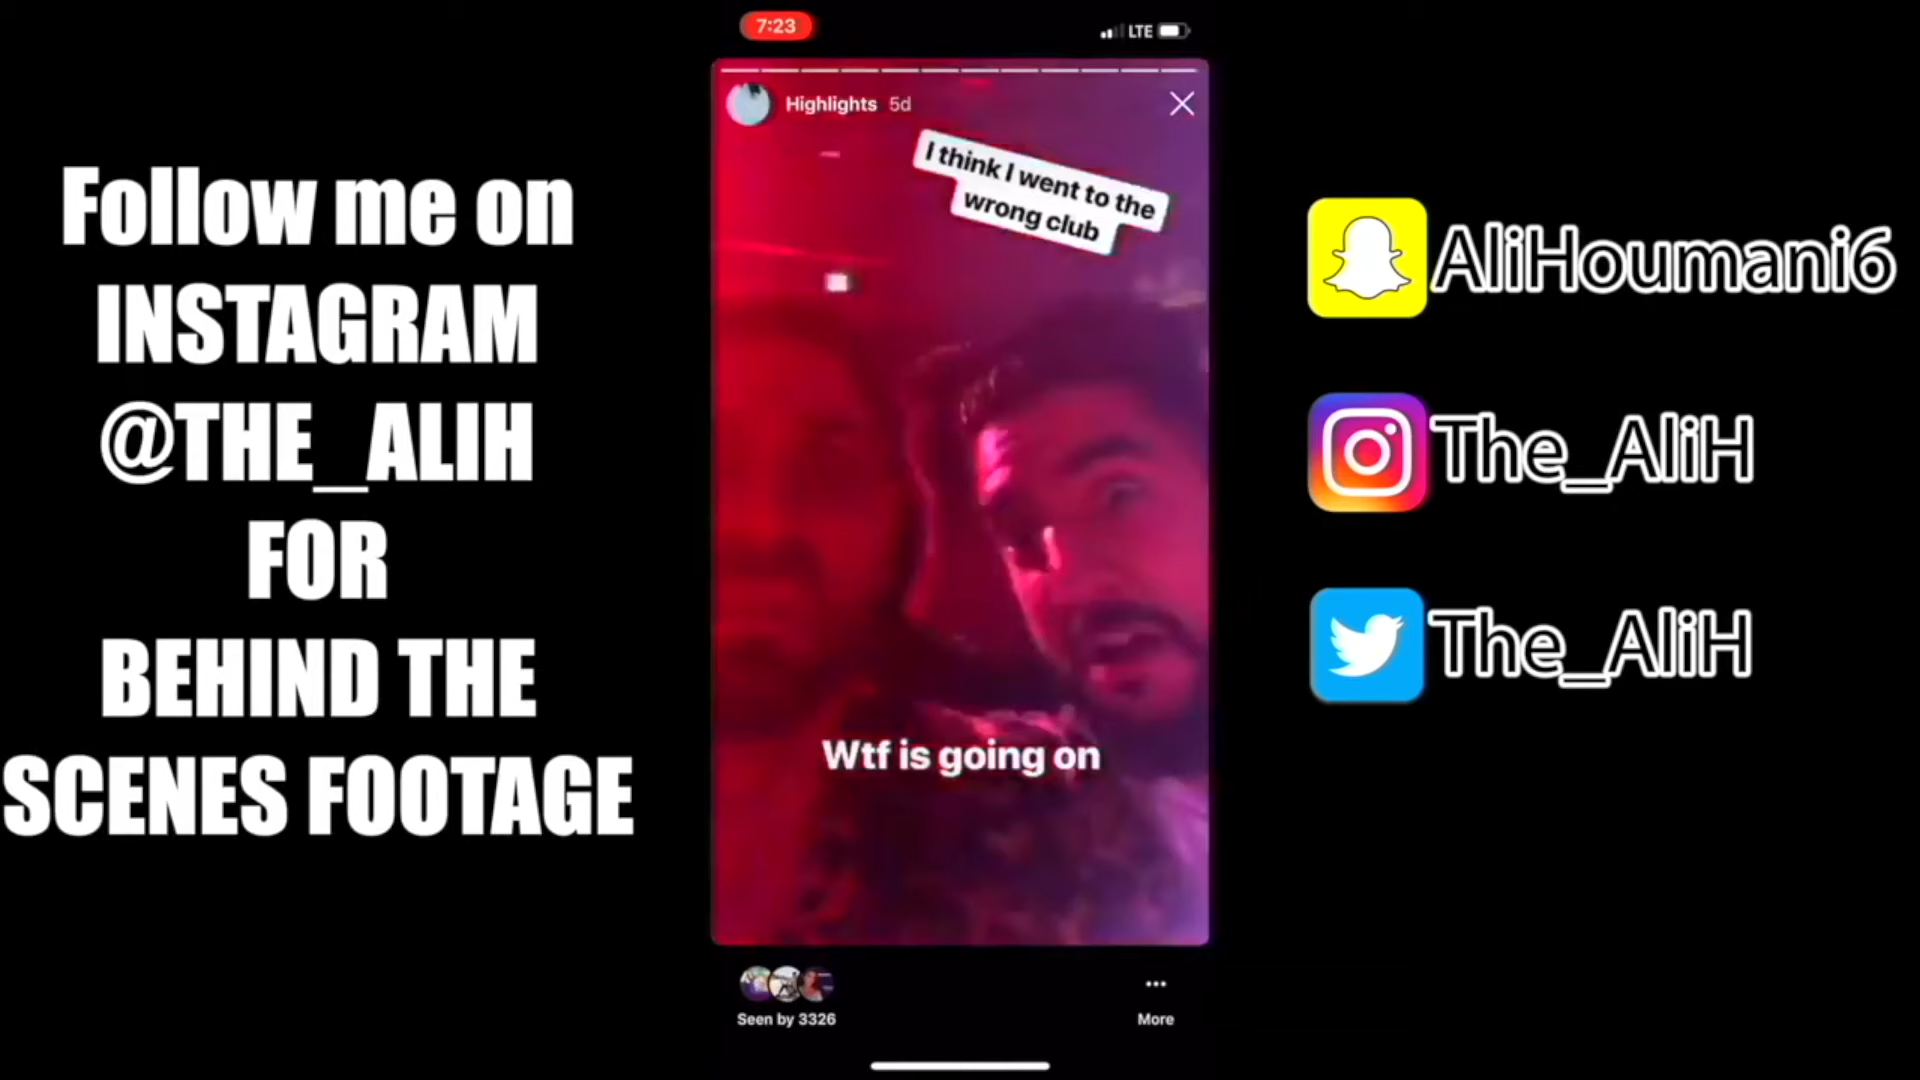 Follow me on
INSTAGRAM
@THE_ALIH
FOR
BEHIND THE
SCENES FOOTAGE
7:23
LTE
Highlights 5d
I think I went to the
wrong club
Wtf is going on
Seen by 3326
More
AliHoumani6
The_AliH
The_AliH